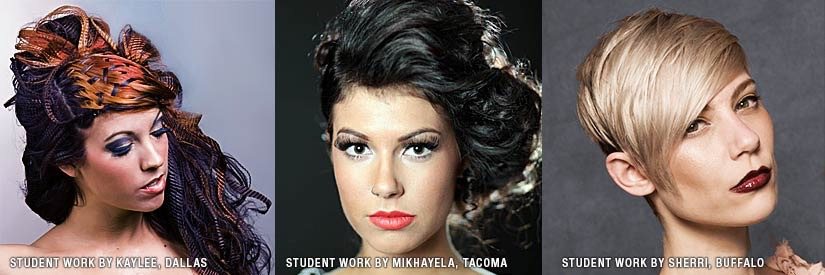 STUDENT WORK BY KAYLEE, DALLAS
STUDENT WORK BY MIKHAYELA, TACOMA
STUDENT WORK BY SHERRI, BUFFALO